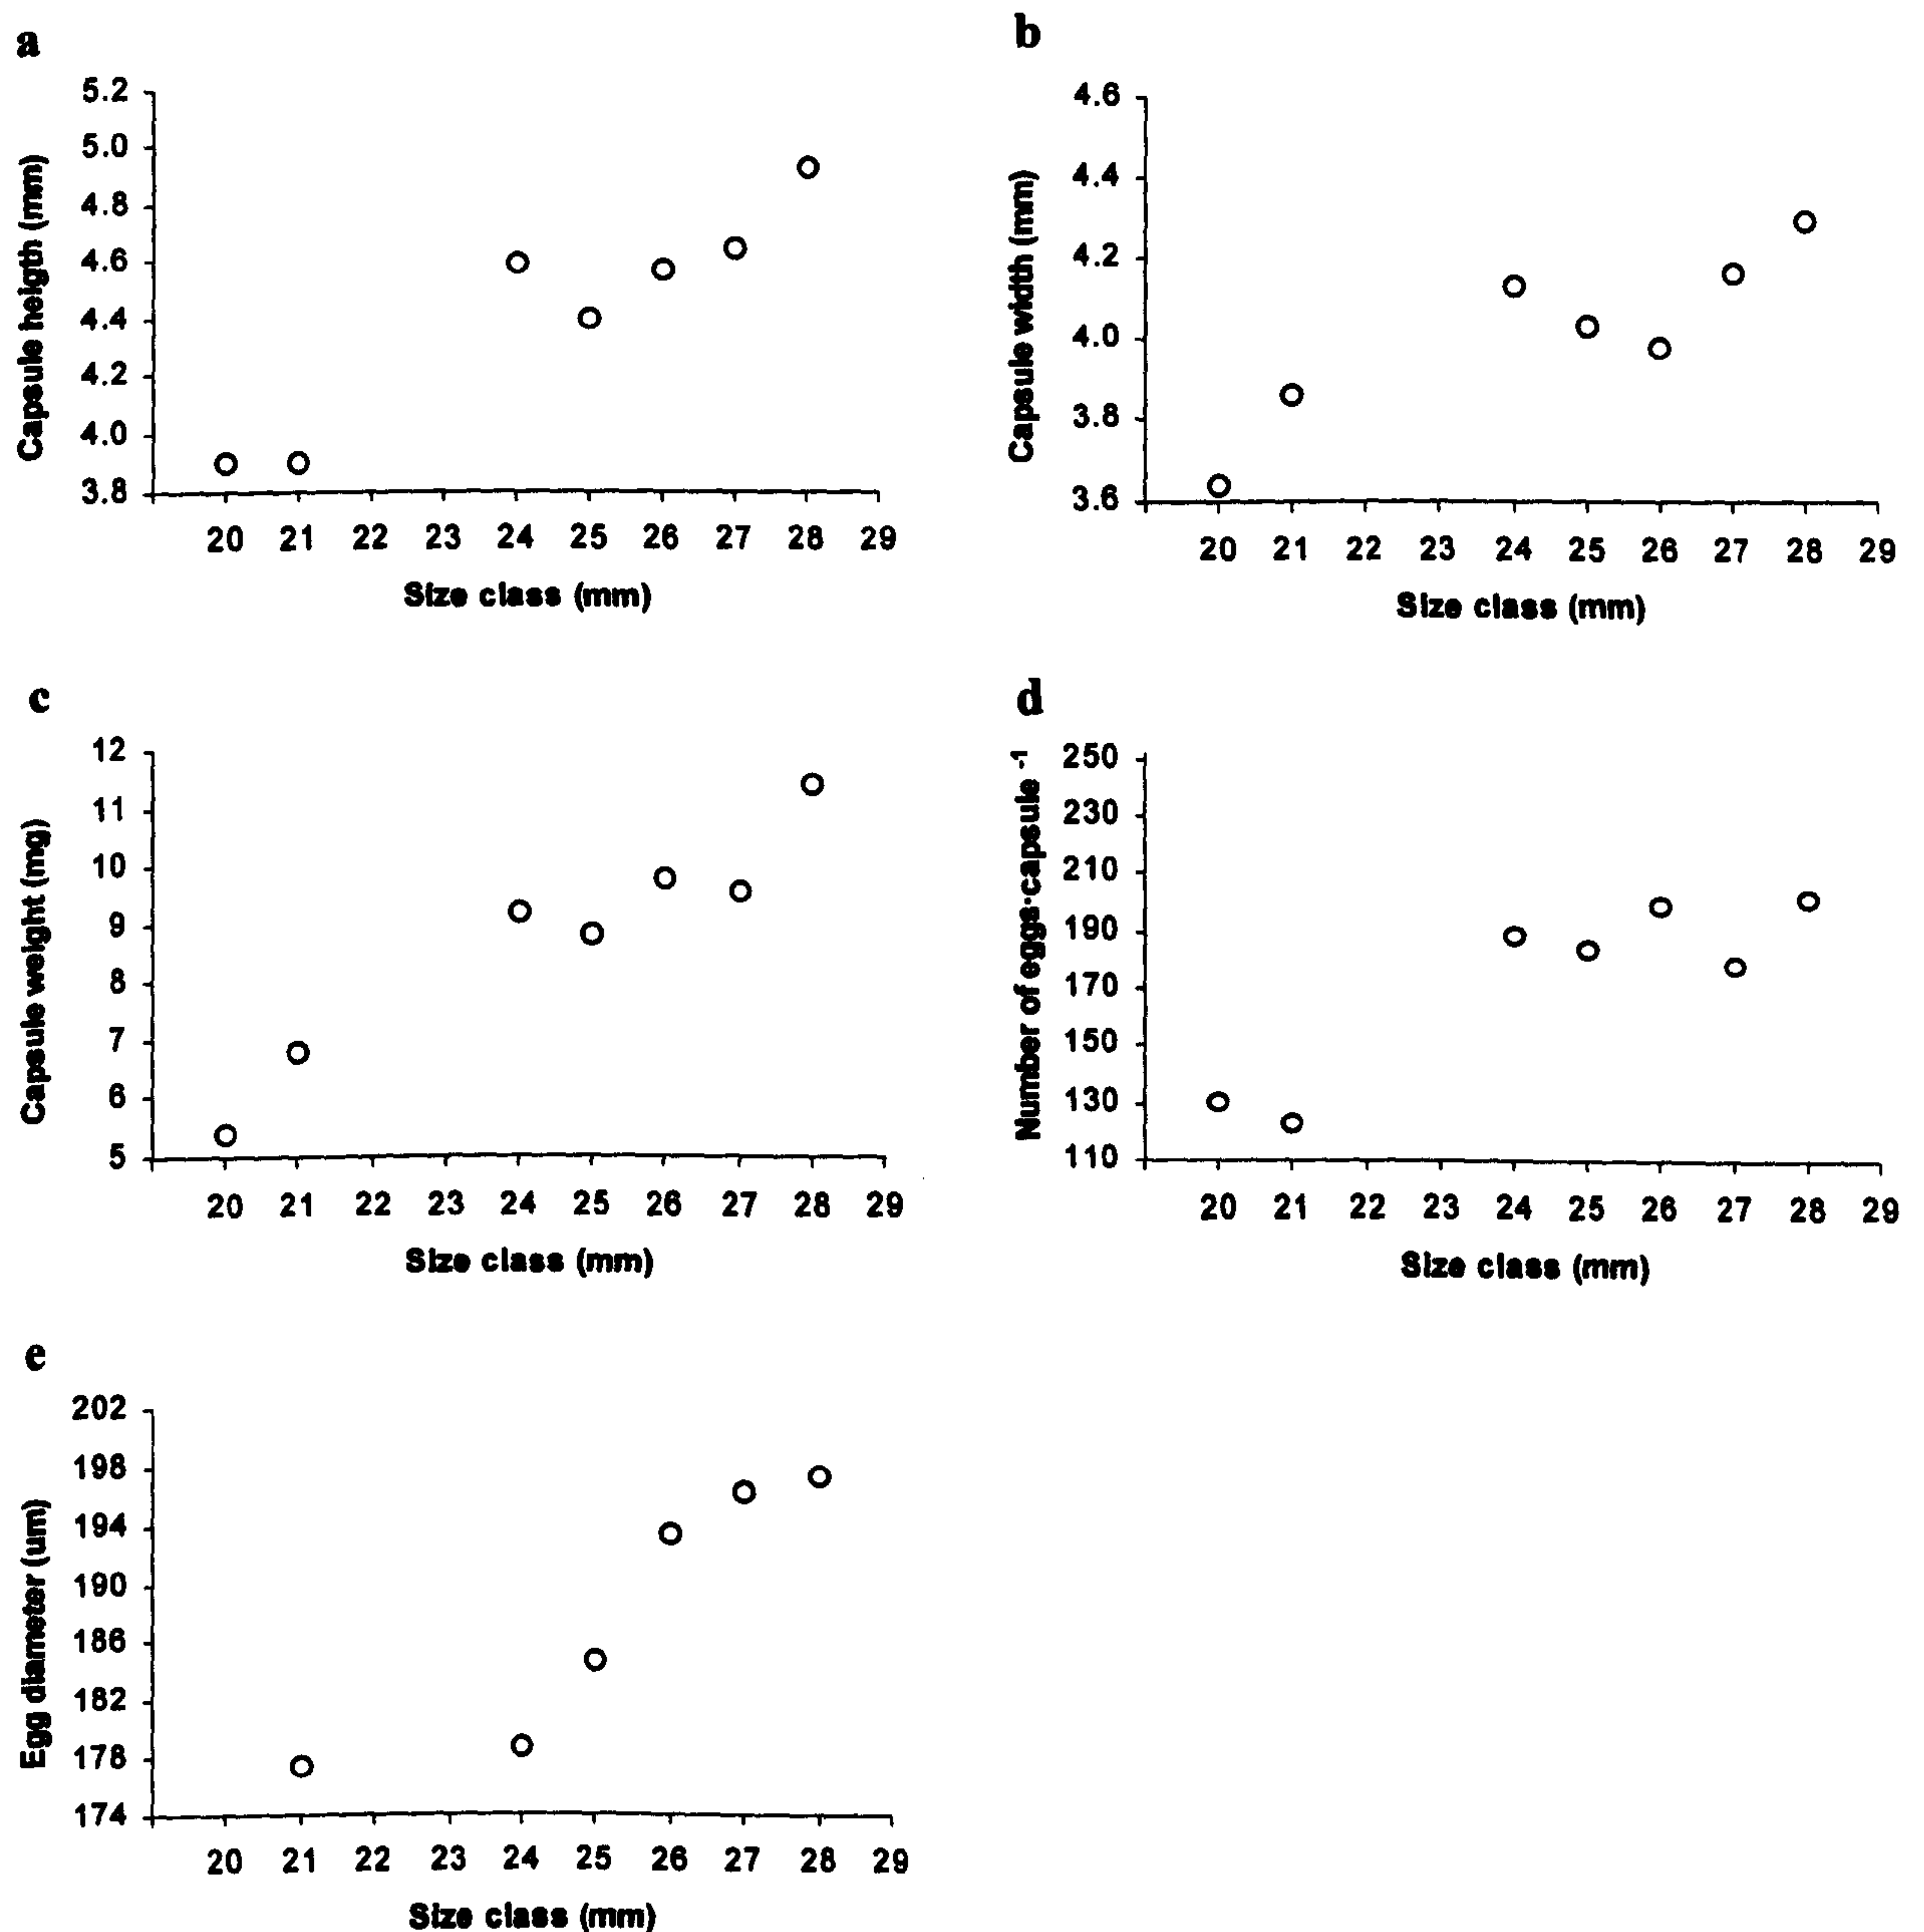 a
5.2
5.0
4.8
4.6
4.4
4.2
4.0
3.8
Capsule heigth (mm)
20 21 22 23 24 25 26 27 28 29
Size class (mm)
b
4.6
4.4
4.2
4.0
3.8
3.6
Capsule width (mm)
20 21 22 23 24 25 26 27 28 29
Size class (mm)
c
12
11
10
9
8
7
6
5
Capsule weight (mg)
20 21 22 23 24 25 26 27 28 29
Size class (mm)
d
250
230
210
190
170
150
130
110
Number of eggs·capsule -1
20 21 22 23 24 25 26 27 28 29
Size class (mm)
e
202
198
194
190
186
182
178
174
Egg diameter (um)
20 21 22 23 24 25 26 27 28 29
Size class (mm)